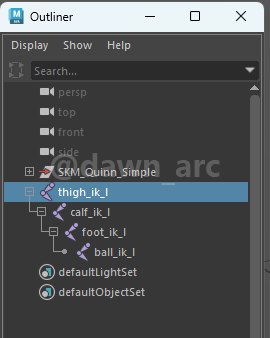 Outliner
Display Show Help
Search...
persp
top
front
side
@dawn_arc
SKM_Quinn_Simple
thigh_ik_l
calf_ik_l
foot_ik_l
ball_ik_l
defaultLightSet
defaultObjectSet